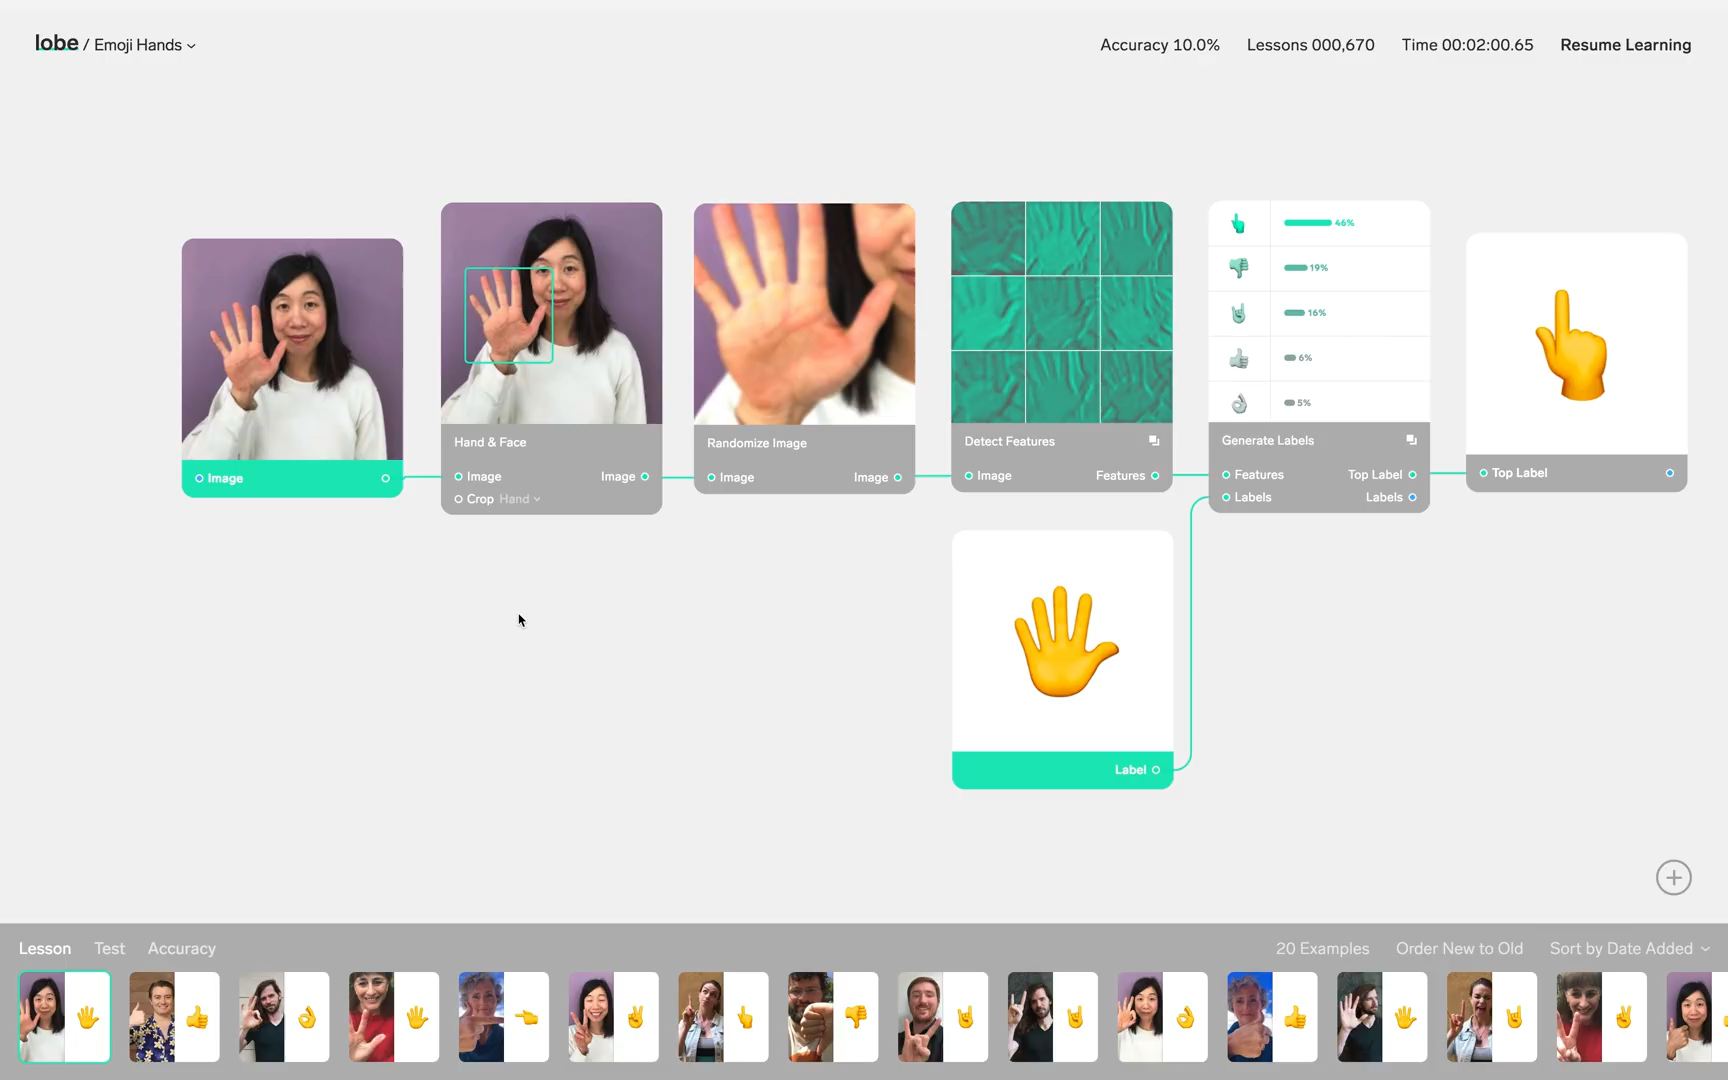 lobe / Emoji Hands
Accuracy 10.0%
Lessons 000,670
Time 00:02:00.65
Resume Learning
Image
Hand & Face
Image
Image
Crop Hand
Randomize Image
Image
Image
Detect Features
Image
Features
46%
19%
16%
6%
5%
Generate Labels
Features
Top Label
Labels
Labels
Top Label
Label
Lesson
Test
Accuracy
20 Examples
Order New to Old
Sort by Date Added